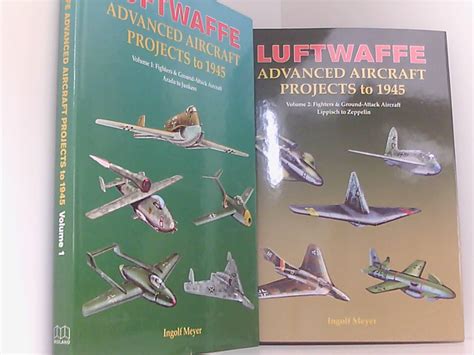 FE ADVANCED AIRCRAFT PROJECTS to 1945 Volume 1
LUFTWAFFE
ADVANCED AIRCRAFT
PROJECTS to 1945
Volume 1: Fighters & Ground-Attack Aircraft
Arado to Junkers
Ingolf Meyer
LUFTWAFFE
ADVANCED AIRCRAFT
PROJECTS to 1945
Volume 2: Fighters & Ground-Attack Aircraft
Lippisch to Zeppelin
Ingolf Meyer